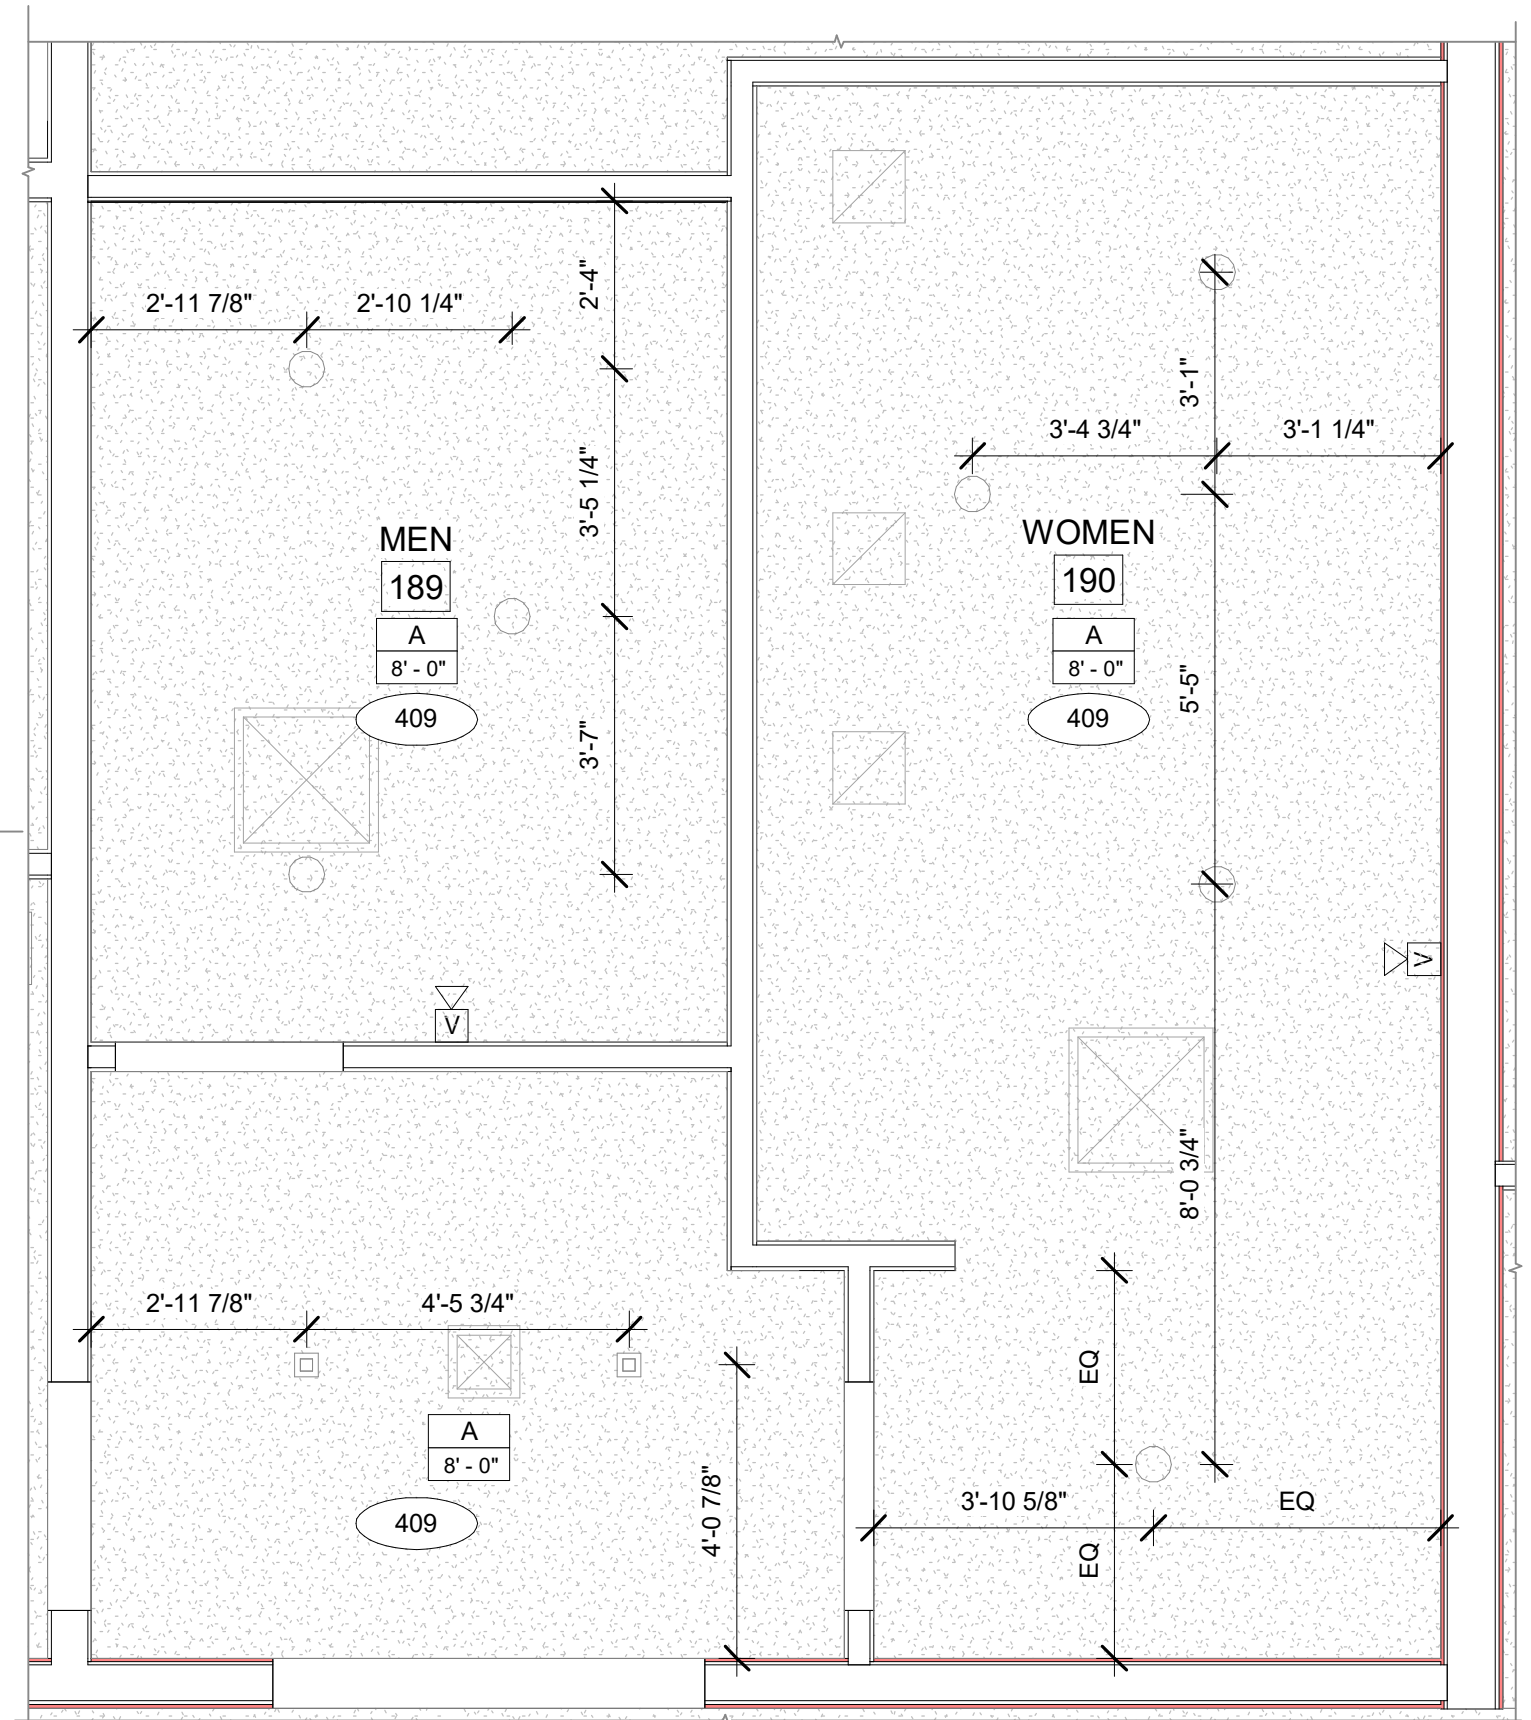 2'-11 7/8"
2'-10 1/4"
2'-4"
3'-5 1/4"
3'-7"
MEN
189
A
8' - 0"
409
V
3'-1"
3'-4 3/4"
3'-1 1/4"
WOMEN
190
A
8' - 0"
409
5'-5"
V
8'-0 3/4"
2'-11 7/8"
4'-5 3/4"
A
8' - 0"
409
4'-0 7/8"
EQ
3'-10 5/8"
EQ
EQ